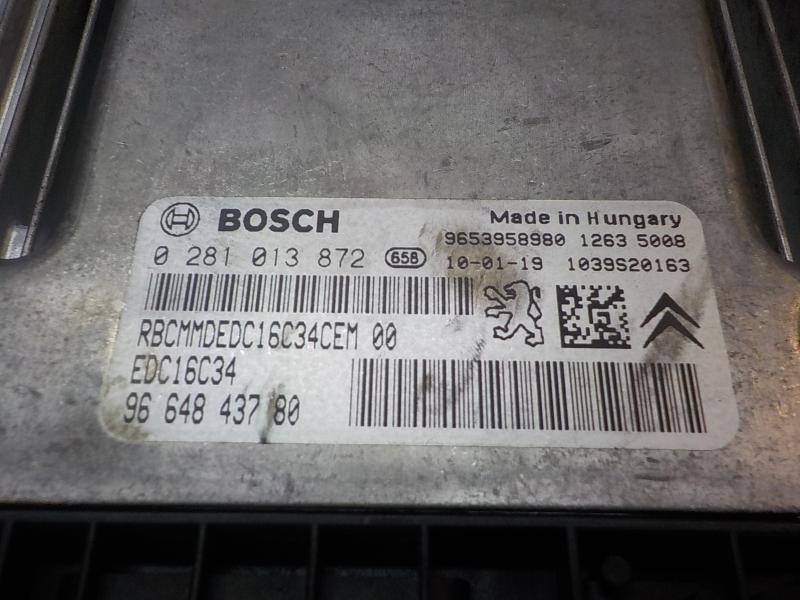 BOSCH
Made in Hungary
0 281 013 872 658
9653958980 1263 5008
10-01-19 1039S20163
RBCMMDEDC16C34CEM 00
EDC16C34
96 648 437 80